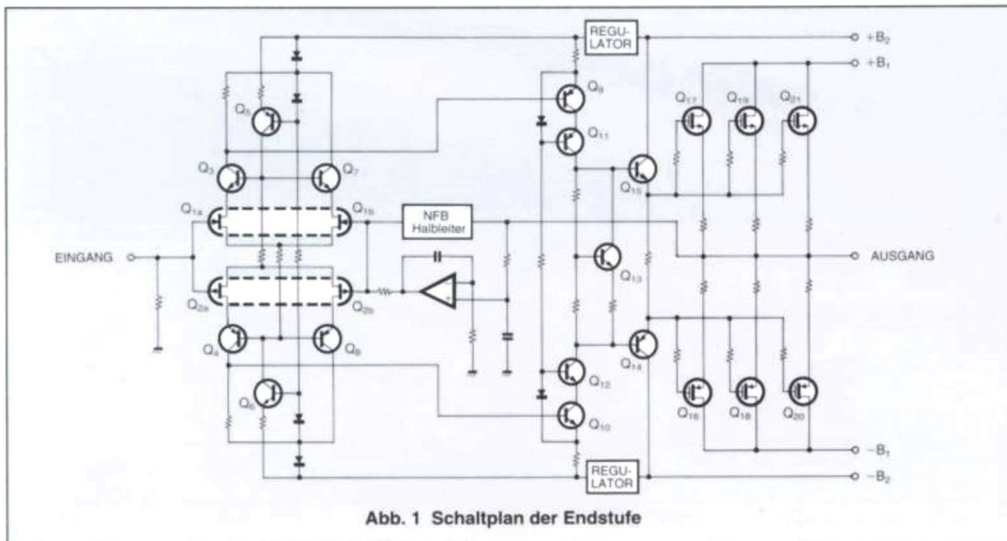 REGU-
LATOR
+B₂
+B₁
Q₁₇
Q₁₉
Q₂₁
Q₉
Q₅
Q₁₁
Q₃
Q₇
Q₁₅
Q₁ₐ
Q₁b
NFB
Halbleiter
EINGANG
AUSGANG
Q₁₃
Q₂ₐ
Q₂b
Q₄
Q₈
Q₁₄
Q₁₂
Q₆
Q₁₀
Q₁₆
Q₁₈
Q₂₀
−B₁
REGU-
LATOR
−B₂
Abb. 1 Schaltplan der Endstufe